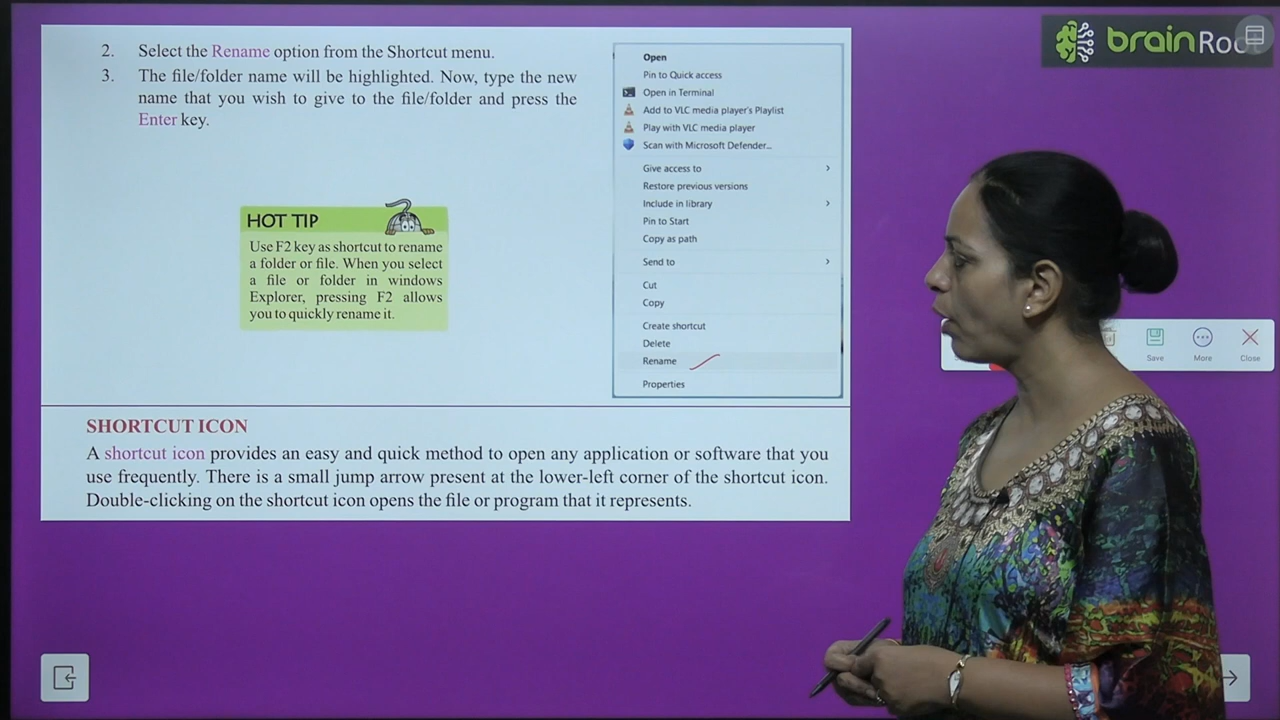 2. Select the Rename option from the Shortcut menu.
3. The file/folder name will be highlighted. Now, type the new
name that you wish to give to the file/folder and press the
Enter key.
HOT TIP
Use F2 key as shortcut to rename
a folder or file. When you select
a file or folder in windows
Explorer, pressing F2 allows
you to quickly rename it.
Open
Pin to Quick access
Open in Terminal
Add to VLC media player's Playlist
Play with VLC media player
Scan with Microsoft Defender...
Give access to
Restore previous versions
Include in library
Pin to Start
Copy as path
Send to
Cut
Copy
Create shortcut
Delete
Rename
Properties
SHORTCUT ICON
A shortcut icon provides an easy and quick method to open any application or software that you
use frequently. There is a small jump arrow present at the lower-left corner of the shortcut icon.
Double-clicking on the shortcut icon opens the file or program that it represents.
brain
Save
More
Close